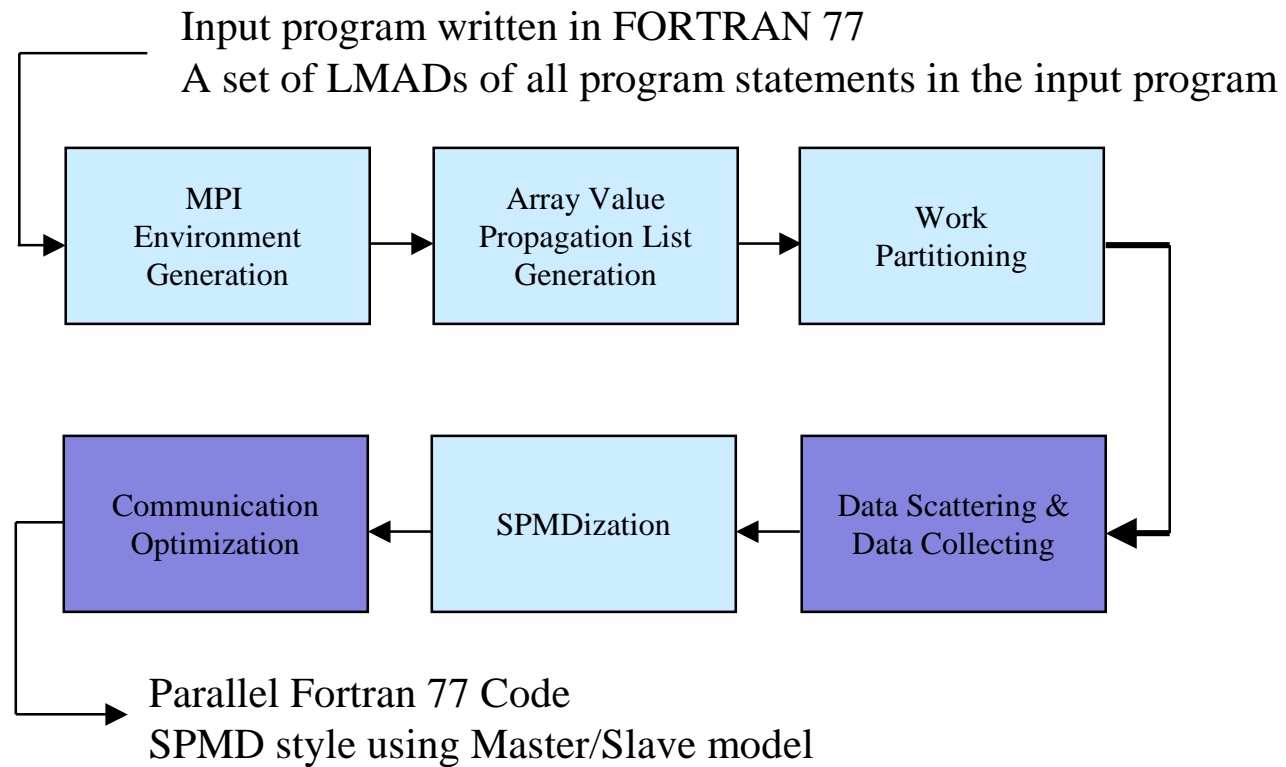 Input program written in FORTRAN 77
A set of LMADs of all program statements in the input program
MPI
Environment
Generation
Array Value
Propagation List
Generation
Work
Partitioning
Communication
Optimization
SPMDization
Data Scattering &
Data Collecting
Parallel Fortran 77 Code
SPMD style using Master/Slave model